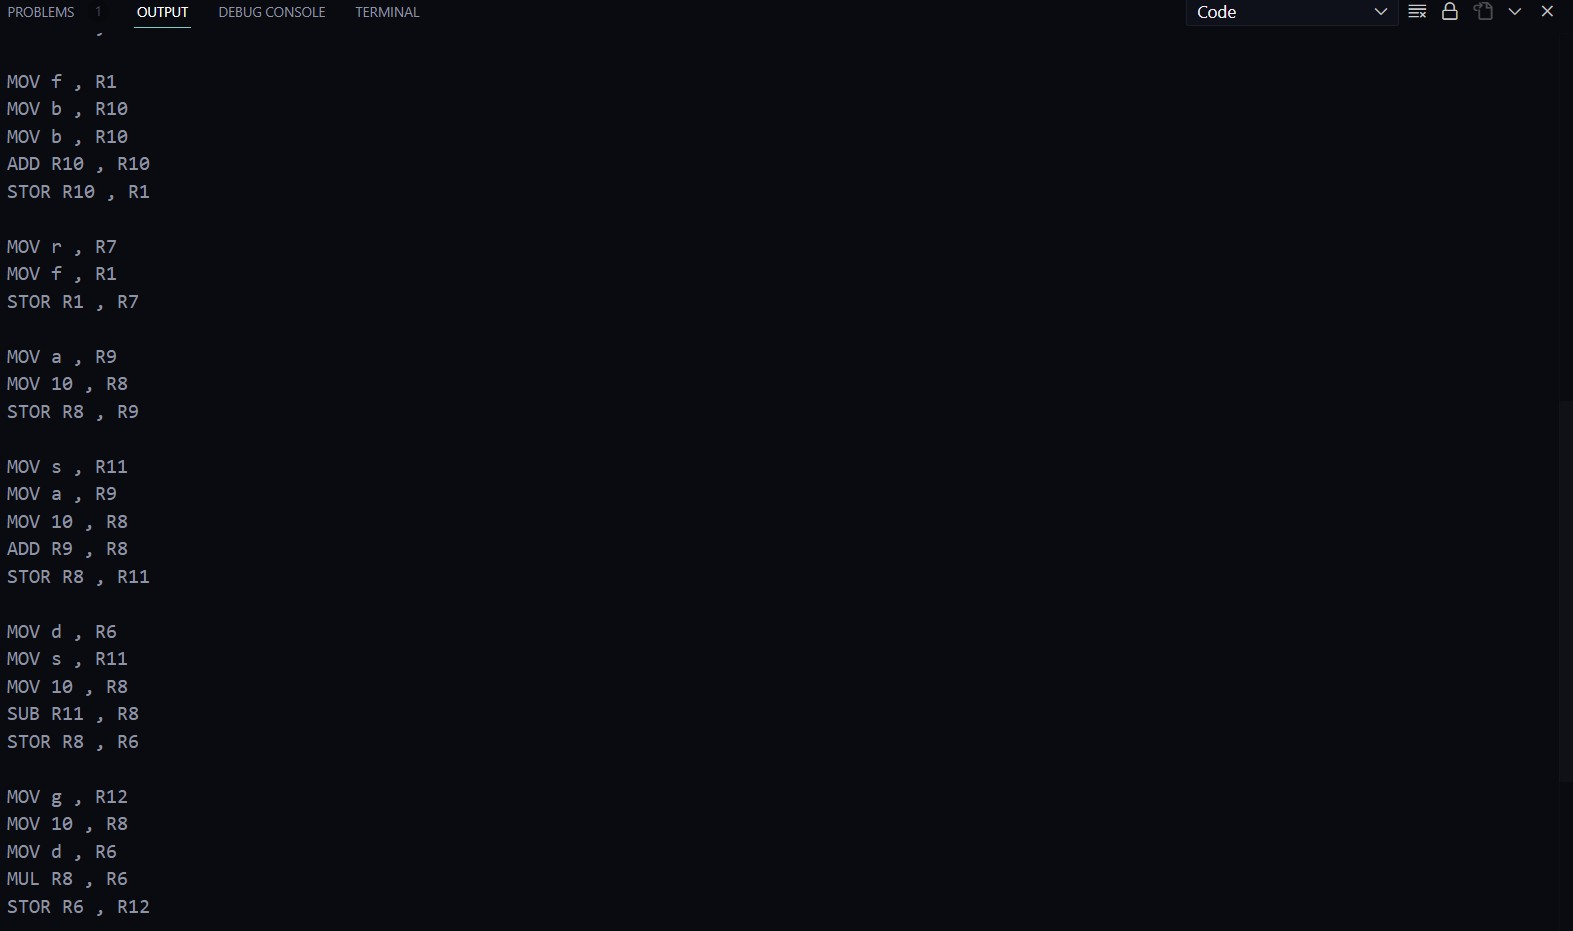 PROBLEMS 1 OUTPUT DEBUG CONSOLE TERMINAL Code
MOV f , R1
MOV b , R10
MOV b , R10
ADD R10 , R10
STOR R10 , R1
MOV r , R7
MOV f , R1
STOR R1 , R7
MOV a , R9
MOV 10 , R8
STOR R8 , R9
MOV s , R11
MOV a , R9
MOV 10 , R8
ADD R9 , R8
STOR R8 , R11
MOV d , R6
MOV s , R11
MOV 10 , R8
SUB R11 , R8
STOR R8 , R6
MOV g , R12
MOV 10 , R8
MOV d , R6
MUL R8 , R6
STOR R6 , R12